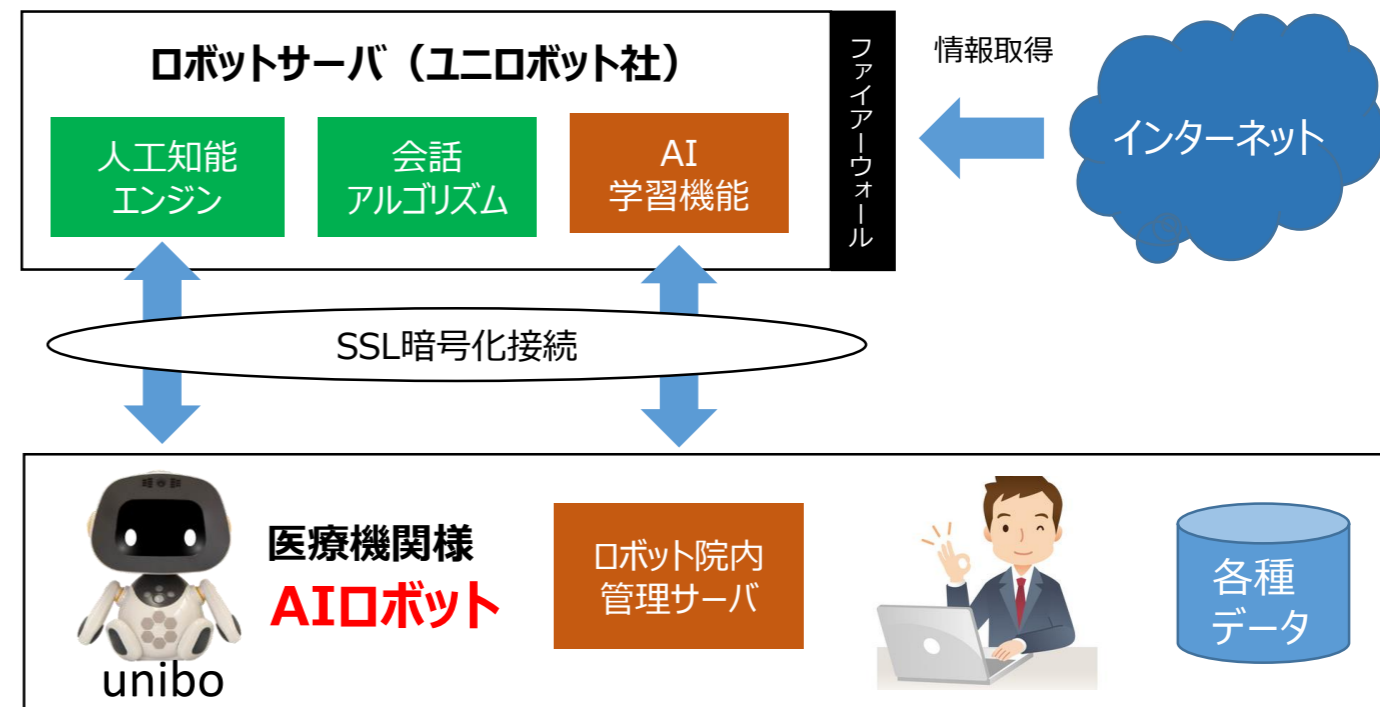 ロボットサーバ（ユニロボット社）
人工知能
エンジン
会話
アルゴリズム
AI
学習機能
ファイアーウォール
情報取得
インターネット
SSL暗号化接続
医療機関様
AIロボット
unibo
ロボット院内
管理サーバ
各種
データ